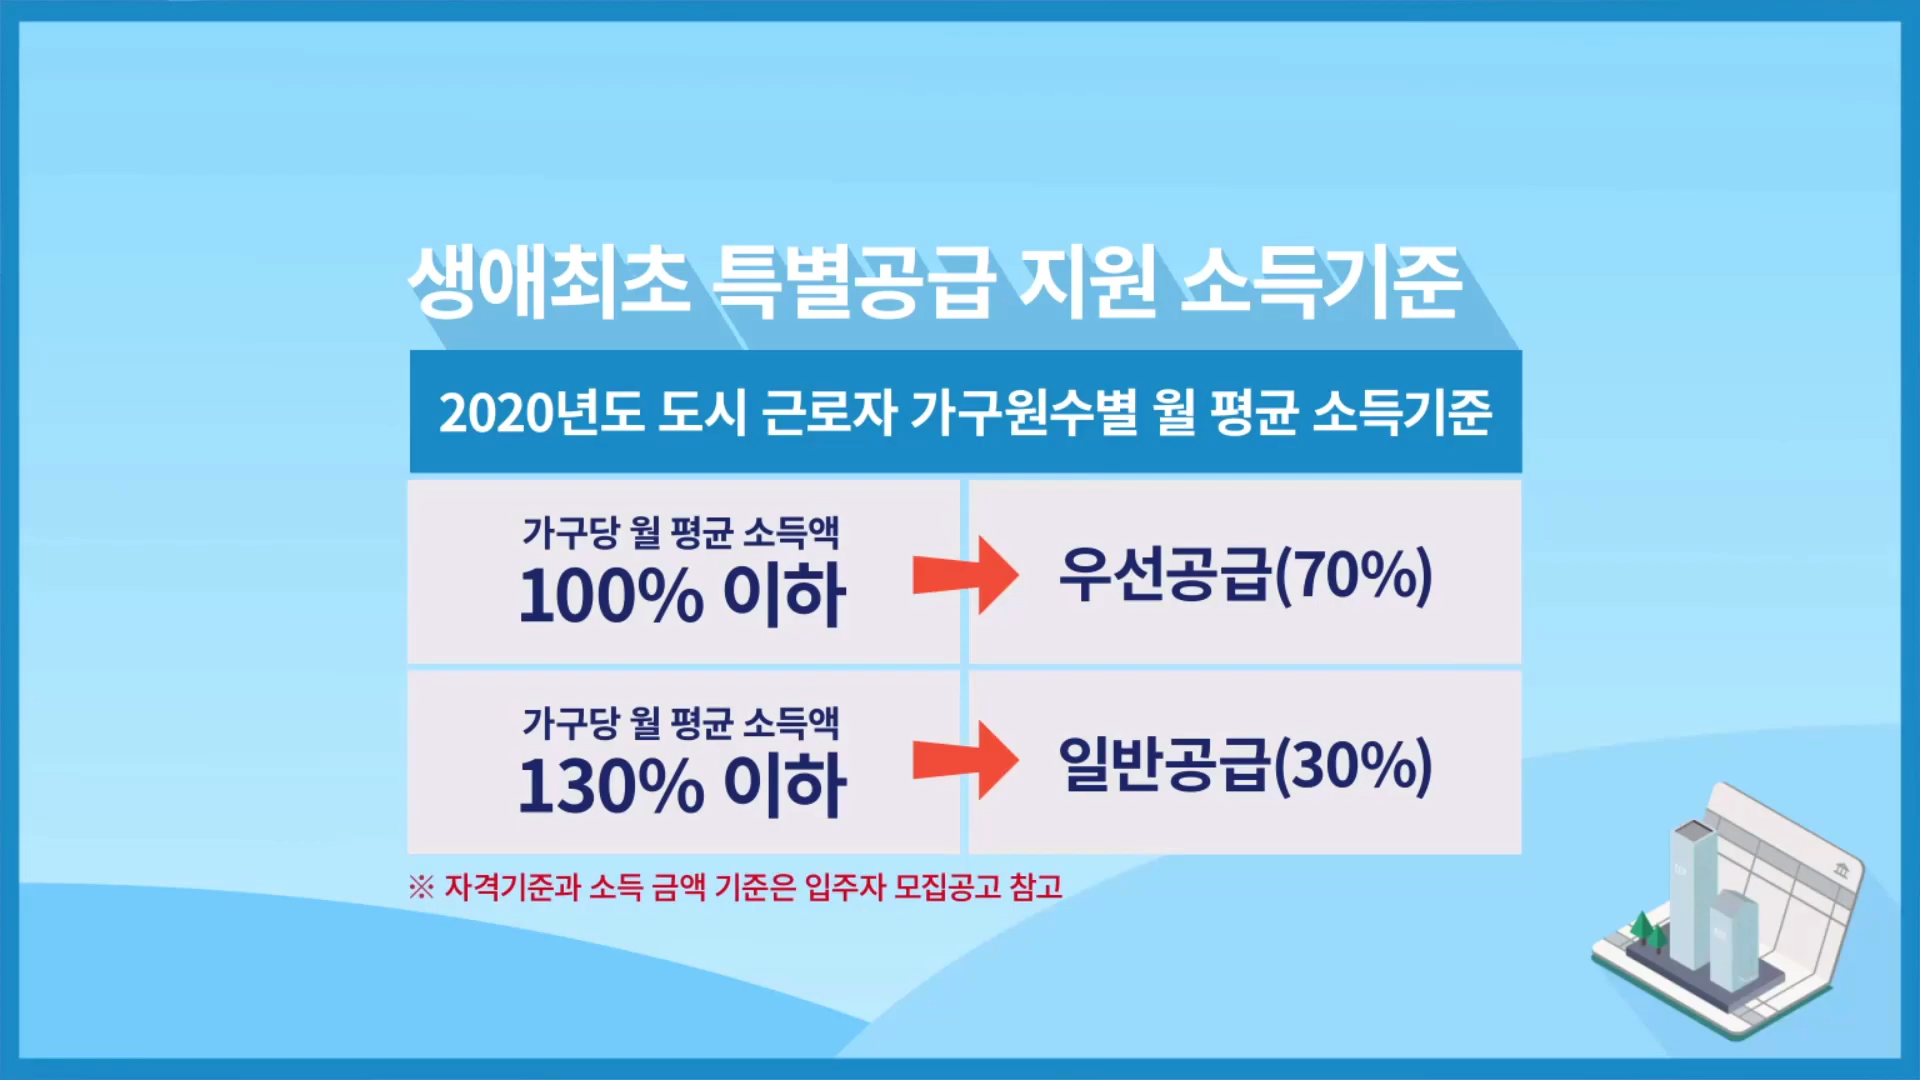 생애최초 특별공급 지원 소득기준
2020년도 도시 근로자 가구원수별 월 평균 소득기준
가구당 월 평균 소득액
100% 이하
우선공급(70%)
가구당 월 평균 소득액
130% 이하
일반공급(30%)
※ 자격기준과 소득 금액 기준은 입주자 모집공고 참고